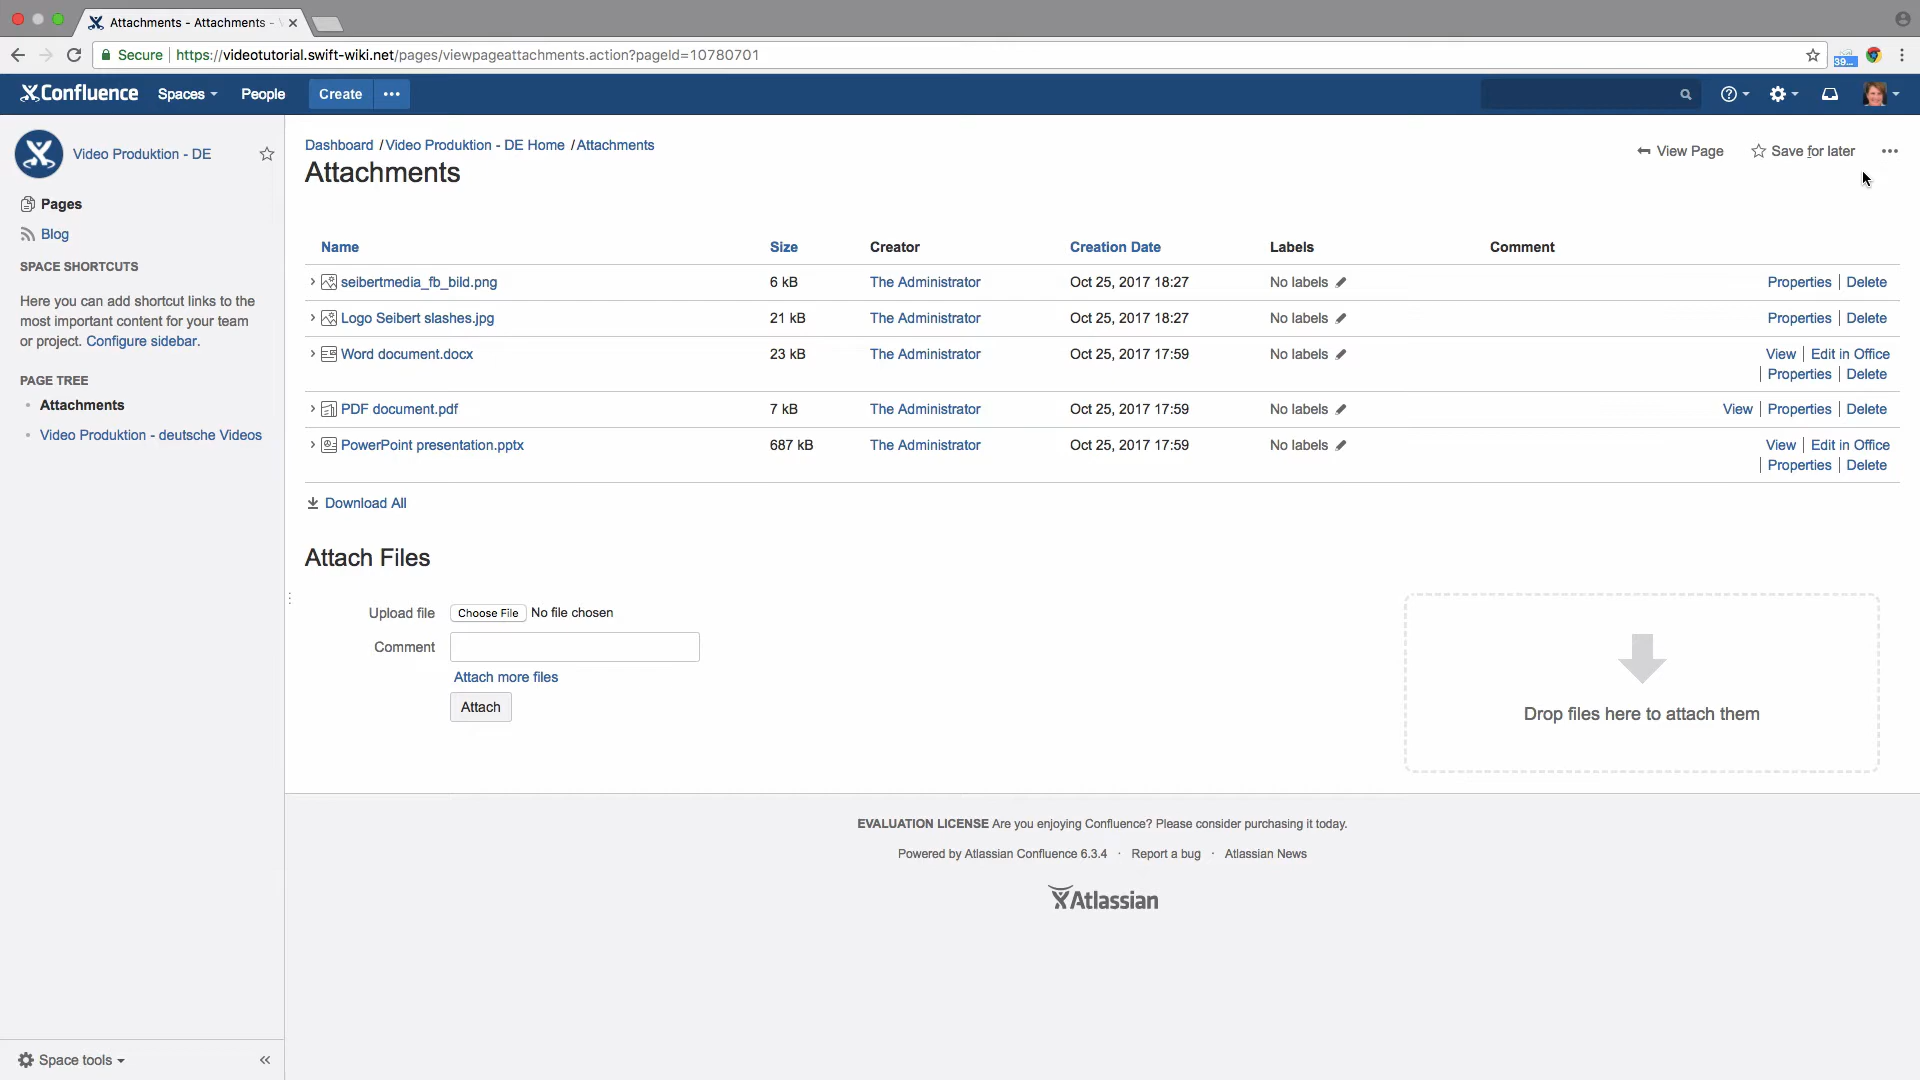 Attachments - Attachments -
Secure https://videotutorial.swift-wiki.net/pages/viewpageattachments.action?pageId=10780701
39...
Confluence Spaces People Create
Video Produktion - DE
Pages
Blog
SPACE SHORTCUTS
Here you can add shortcut links to the
most important content for your team
or project. Configure sidebar.
PAGE TREE
Attachments
Video Produktion - deutsche Videos
Space tools
Dashboard / Video Produktion - DE Home / Attachments
Attachments
View Page Save for later
Name Size Creator Creation Date Labels Comment
seibertmedia_fb_bild.png 6 kB The Administrator Oct 25, 2017 18:27 No labels Properties Delete
Logo Seibert slashes.jpg 21 kB The Administrator Oct 25, 2017 18:27 No labels Properties Delete
Word document.docx 23 kB The Administrator Oct 25, 2017 17:59 No labels View Edit in Office
Properties Delete
PDF document.pdf 7 kB The Administrator Oct 25, 2017 17:59 No labels View Properties Delete
PowerPoint presentation.pptx 687 kB The Administrator Oct 25, 2017 17:59 No labels View Edit in Office
Properties Delete
Download All
Attach Files
Upload file Choose File No file chosen
Comment
Attach more files
Attach
Drop files here to attach them
EVALUATION LICENSE Are you enjoying Confluence? Please consider purchasing it today.
Powered by Atlassian Confluence 6.3.4 · Report a bug · Atlassian News
Atlassian